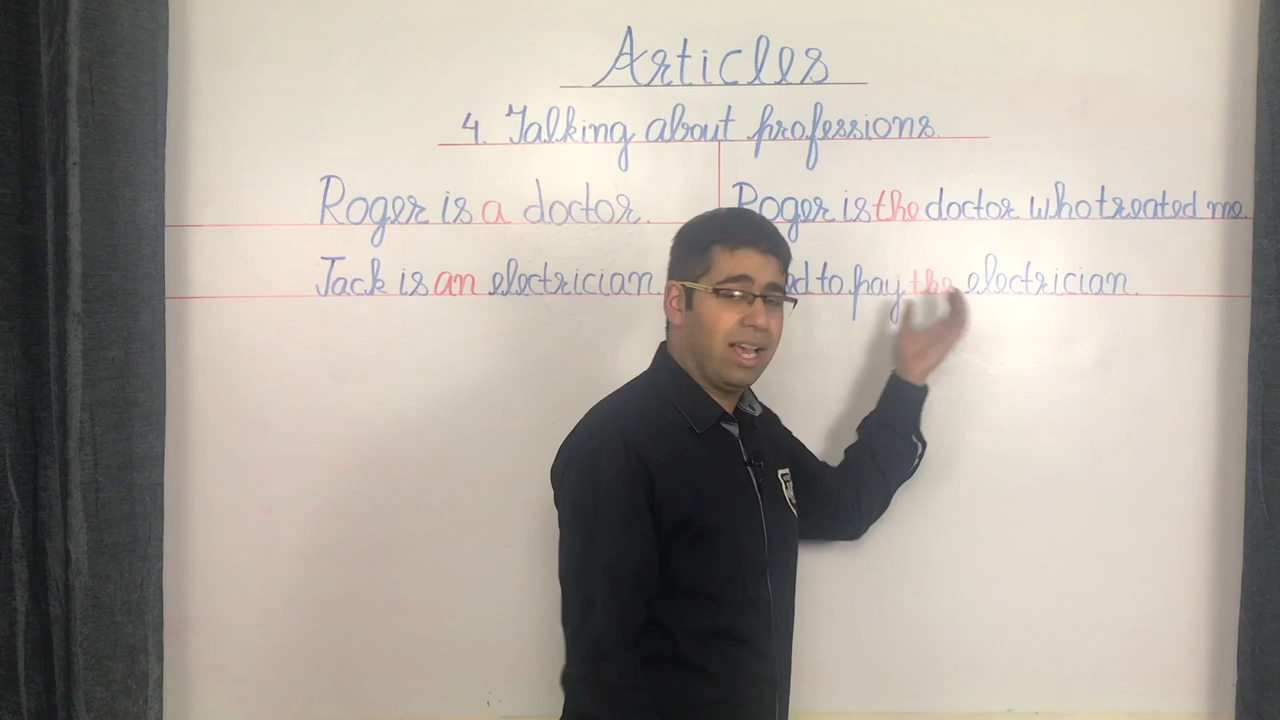 Articles
4. Talking about professions.
Roger is a doctor.
Roger is the doctor who treated me.
Jack is an electrician.
to pay the electrician.